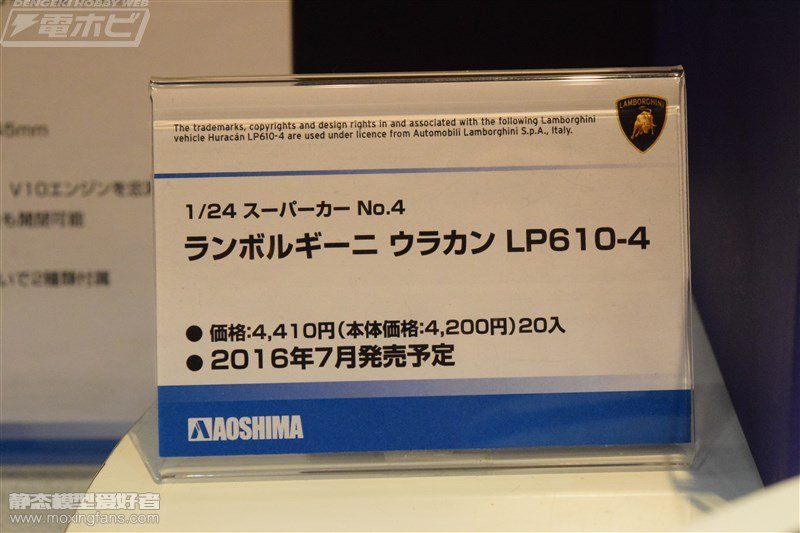 DENGEKI HOBBY WEB
電ホビ
The trademarks, copyrights and design rights in and associated with the following Lamborghini
vehicle Huracán LP610-4 are used under licence from Automobili Lamborghini S.p.A., Italy.
LAMBORGHINI
1/24 スーパーカー No.4
ランボルギーニ ウラカン LP610-4
● 価格:4,410円(本体価格:4,200円)20入
● 2016年7月発売予定
AOSHIMA
5mm
V10エンジンを
も開閉可能
いて2種類付属
静态模型爱好者
www.moxingfans.com